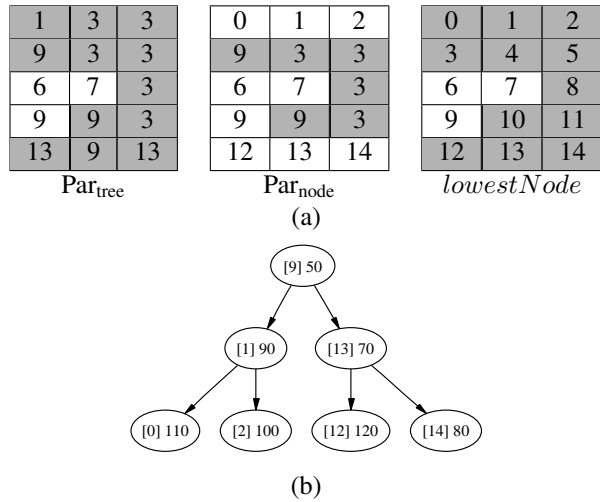 1 3 3 0 1 2 0 1 2
9 3 3 9 3 3 3 4 5
6 7 3 6 7 3 6 7 8
9 9 3 9 9 3 9 10 11
13 9 13 12 13 14 12 13 14
Par_tree Par_node lowestNode
(a)
[9] 50
[1] 90 [13] 70
[0] 110 [2] 100 [12] 120 [14] 80
(b)